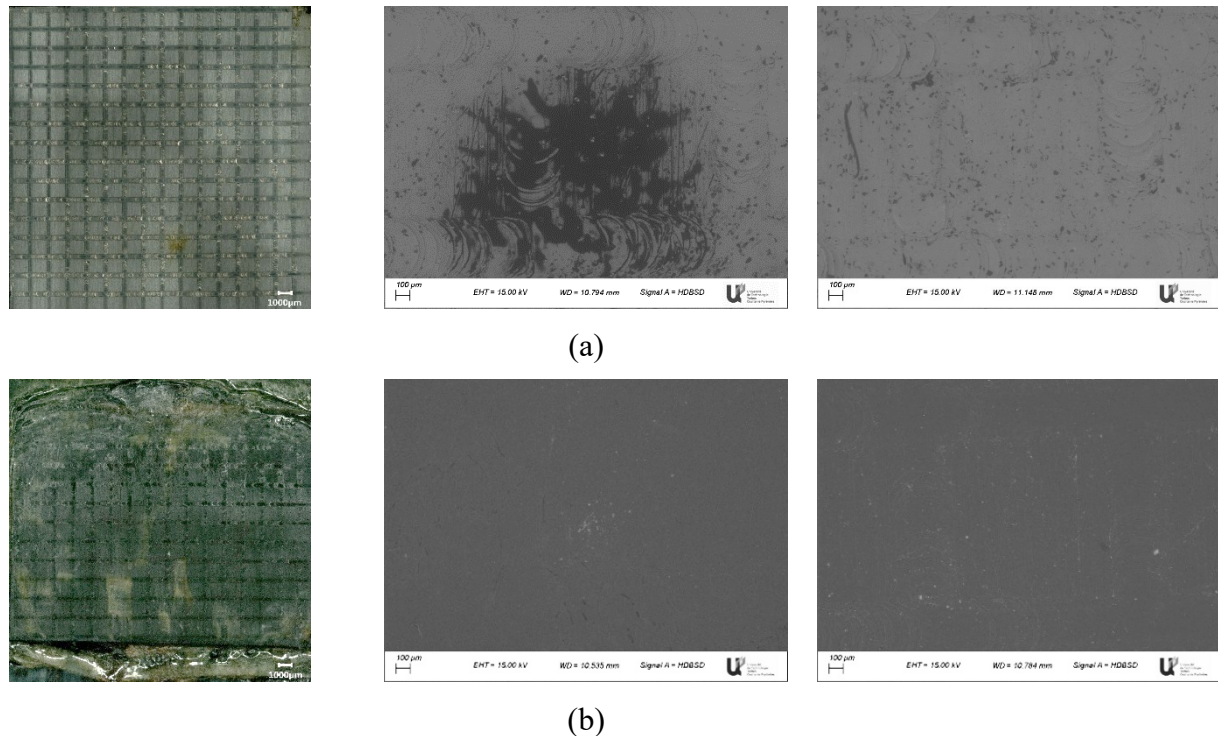 1000µm
100 µm EHT = 15.00 kV WD = 10.794 mm Signal A = HDBSD
100 µm EHT = 15.00 kV WD = 11.148 mm Signal A = HDBSD
(a)
1000µm
100 µm EHT = 15.00 kV WD = 10.535 mm Signal A = HDBSD
100 µm EHT = 15.00 kV WD = 10.784 mm Signal A = HDBSD
(b)